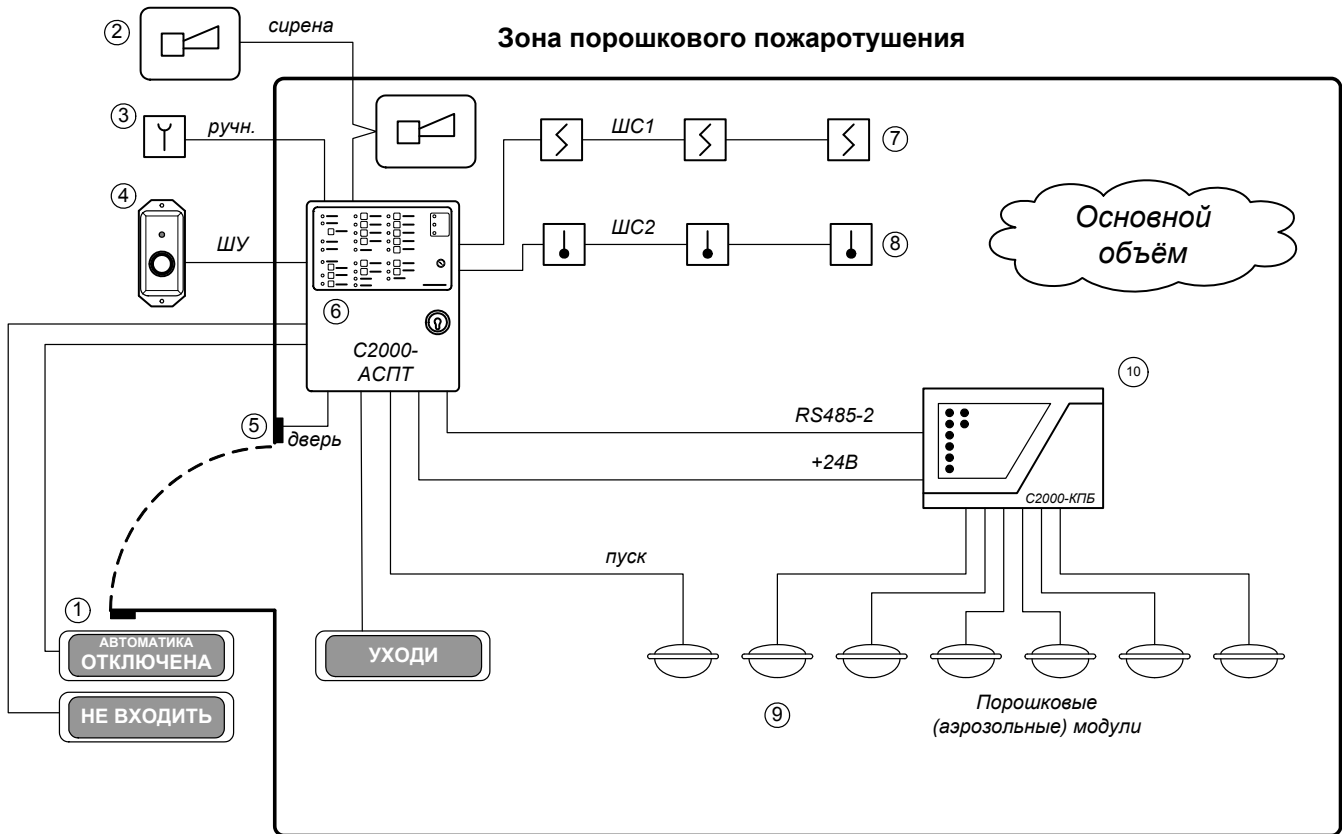 Зона порошкового пожаротушения
2
сирена
3
ручн.
ШС1
7
4
ШУ
ШС2
8
Основной
объём
6
С2000-
АСПТ
10
5
дверь
RS485-2
+24В
С2000-КПБ
пуск
1
АВТОМАТИКА
ОТКЛЮЧЕНА
УХОДИ
НЕ ВХОДИТЬ
9
Порошковые
(аэрозольные) модули